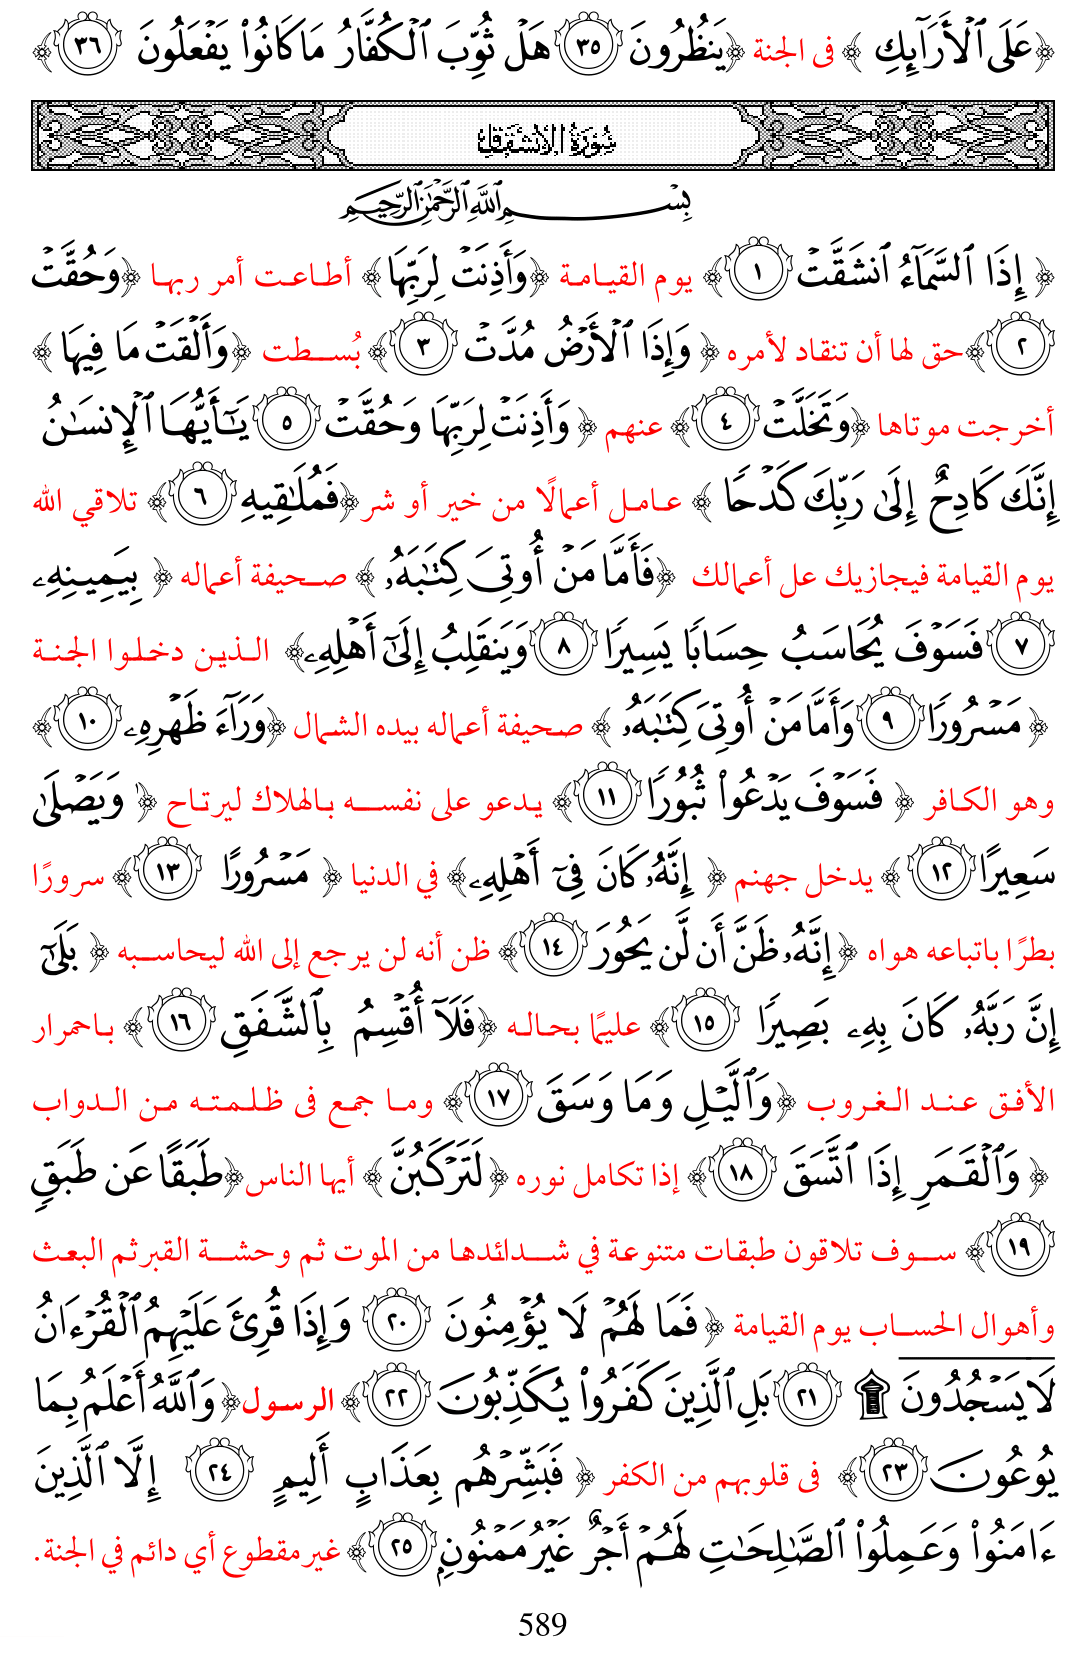 ﴿عَلَى ٱلْأَرَآئِكِ ﴾ فى الجنة ﴿يَنظُرُونَ ٣٥ هَلْ ثُوِّبَ ٱلْكُفَّارُ مَا كَانُوا۟ يَفْعَلُونَ ٣٦﴾
سُورَةُ الانْشِقَاقِ
بِسْمِ ٱللَّهِ ٱلرَّحْمَٰنِ ٱلرَّحِيمِ
﴿ إِذَا ٱلسَّمَآءُ ٱنشَقَّتْ ١﴾ يوم القيامة ﴿وَأَذِنَتْ لِرَبِّهَا﴾ أطاعت أمر ربها ﴿وَحُقَّتْ
٢﴾حق لها أن تنقاد لأمره ﴿ وَإِذَا ٱلْأَرْضُ مُدَّتْ ٣﴾ بُسطت ﴿وَأَلْقَتْ مَا فِيهَا ﴾
أخرجت موتاها ﴿وَتَخَلَّتْ ٤﴾ عنهم ﴿ وَأَذِنَتْ لِرَبِّهَا وَحُقَّتْ ٥ يَٰٓأَيُّهَا ٱلْإِنسَٰنُ
إِنَّكَ كَادِحٌ إِلَىٰ رَبِّكَ كَدْحًا ﴾ عامل أعمالًا من خير أو شر ﴿فَمُلَٰقِيهِ ٦﴾ تلاقي الله
يوم القيامة فيجازيك عل أعمالك ﴿فَأَمَّا مَنْ أُوتِىَ كِتَٰبَهُۥ ﴾ صحيفة أعماله ﴿ بِيَمِينِهِۦ
٧ فَسَوْفَ يُحَاسَبُ حِسَابًا يَسِيرًا ٨ وَيَنقَلِبُ إِلَىٰٓ أَهْلِهِۦ﴾ الذين دخلوا الجنة
﴿ مَسْرُورًا ٩ وَأَمَّا مَنْ أُوتِىَ كِتَٰبَهُۥ ﴾ صحيفة أعماله بيده الشمال ﴿وَرَآءَ ظَهْرِهِۦ ١٠﴾
وهو الكافر ﴿ فَسَوْفَ يَدْعُوا۟ ثُبُورًا ١١﴾ يدعو على نفسه بالهلاك ليرتاح ﴿ وَيَصْلَىٰ
سَعِيرًا ١٢﴾ يدخل جهنم ﴿ إِنَّهُۥ كَانَ فِىٓ أَهْلِهِۦ﴾ في الدنيا ﴿ مَسْرُورًا ١٣﴾ سرورًا
بطرًا باتباعه هواه ﴿إِنَّهُۥ ظَنَّ أَن لَّن يَحُورَ ١٤﴾ ظن أنه لن يرجع إلى الله ليحاسبه ﴿ بَلَىٰٓ
إِنَّ رَبَّهُۥ كَانَ بِهِۦ بَصِيرًا ١٥﴾ عليمًا بحاله ﴿فَلَآ أُقْسِمُ بِٱلشَّفَقِ ١٦﴾ باحمرار
الأفق عند الغروب ﴿وَٱلَّيْلِ وَمَا وَسَقَ ١٧﴾ وما جمع فى ظلمته من الدواب
﴿ وَٱلْقَمَرِ إِذَا ٱتَّسَقَ ١٨﴾ إذا تكامل نوره ﴿لَتَرْكَبُنَّ﴾ أيها الناس﴿طَبَقًا عَن طَبَقٍ
١٩﴾ سوف تلاقون طبقات متنوعة في شدائدها من الموت ثم وحشة القبر ثم البعث
وأهوال الحساب يوم القيامة ﴿ فَمَا لَهُمْ لَا يُؤْمِنُونَ ٢٠ وَإِذَا قُرِئَ عَلَيْهِمُ ٱلْقُرْءَانُ
لَا يَسْجُدُونَ ۩ ٢١ بَلِ ٱلَّذِينَ كَفَرُوا۟ يُكَذِّبُونَ ٢٢﴾ الرسول﴿وَٱللَّهُ أَعْلَمُ بِمَا
يُوعُونَ ٢٣﴾ فى قلوبهم من الكفر ﴿ فَبَشِّرْهُم بِعَذَابٍ أَلِيمٍ ٢٤ إِلَّا ٱلَّذِينَ
ءَامَنُوا۟ وَعَمِلُوا۟ ٱلصَّٰلِحَٰتِ لَهُمْ أَجْرٌ غَيْرُ مَمْنُونٍ ٢٥﴾غير مقطوع أي دائم في الجنة.
589